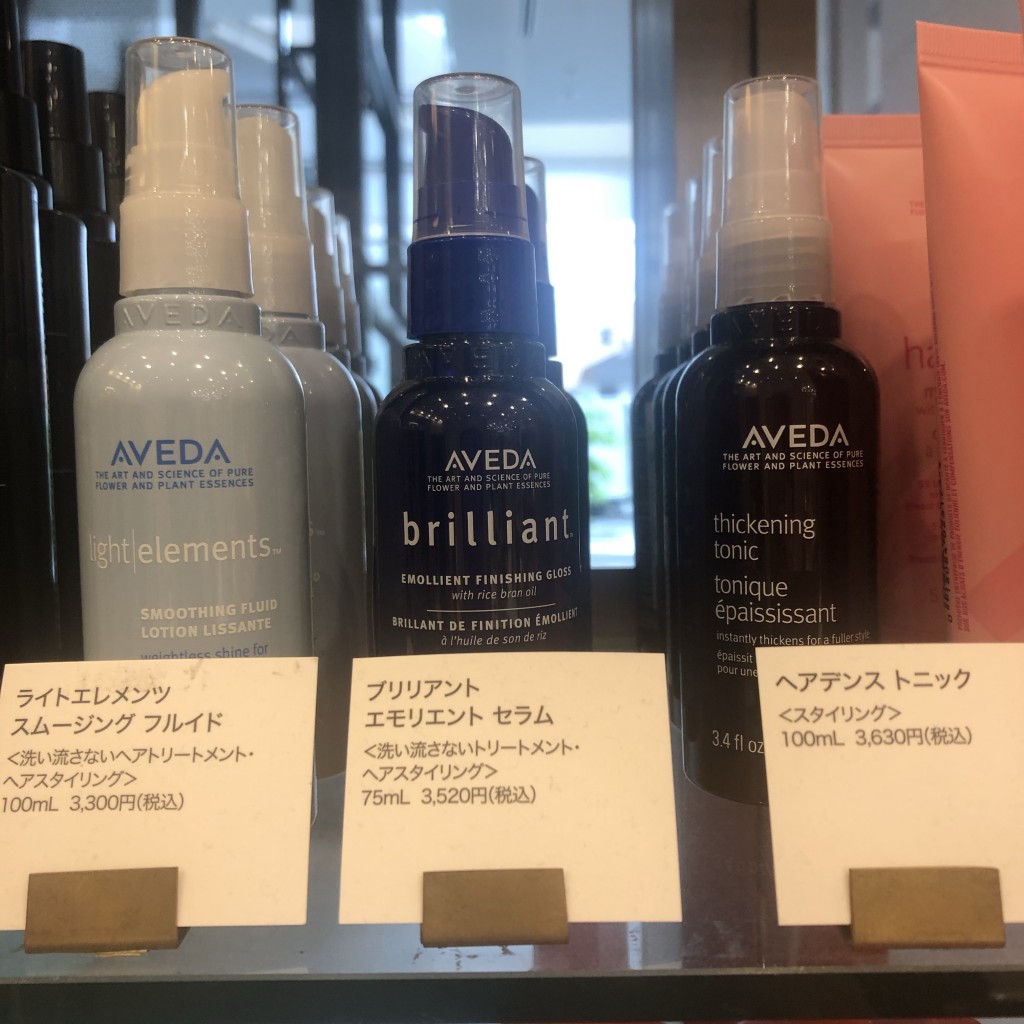 AVEDA
AVEDA
THE ART AND SCIENCE OF PURE
FLOWER AND PLANT ESSENCES
light|elements™
SMOOTHING FLUID
LOTION LISSANTE
weightless shine for
AVEDA
THE ART AND SCIENCE OF PURE
FLOWER AND PLANT ESSENCES
brilliant™
EMOLLIENT FINISHING GLOSS
with rice bran oil
BRILLANT DE FINITION ÉMOLLIENT
à l'huile de son de riz
AVEDA
THE ART AND SCIENCE OF PURE
FLOWER AND PLANT ESSENCES
thickening
tonic
tonique
épaississant
instantly thickens for a fuller style
épaissit
pour une
3.4 fl oz
ライトエレメンツ
スムージング フルイド
<洗い流さないヘアトリートメント・
ヘアスタイリング>
100mL 3,300円(税込)
ブリリアント
エモリエント セラム
<洗い流さないトリートメント・
ヘアスタイリング>
75mL 3,520円(税込)
ヘアデンス トニック
<スタイリング>
100mL 3,630円(税込)